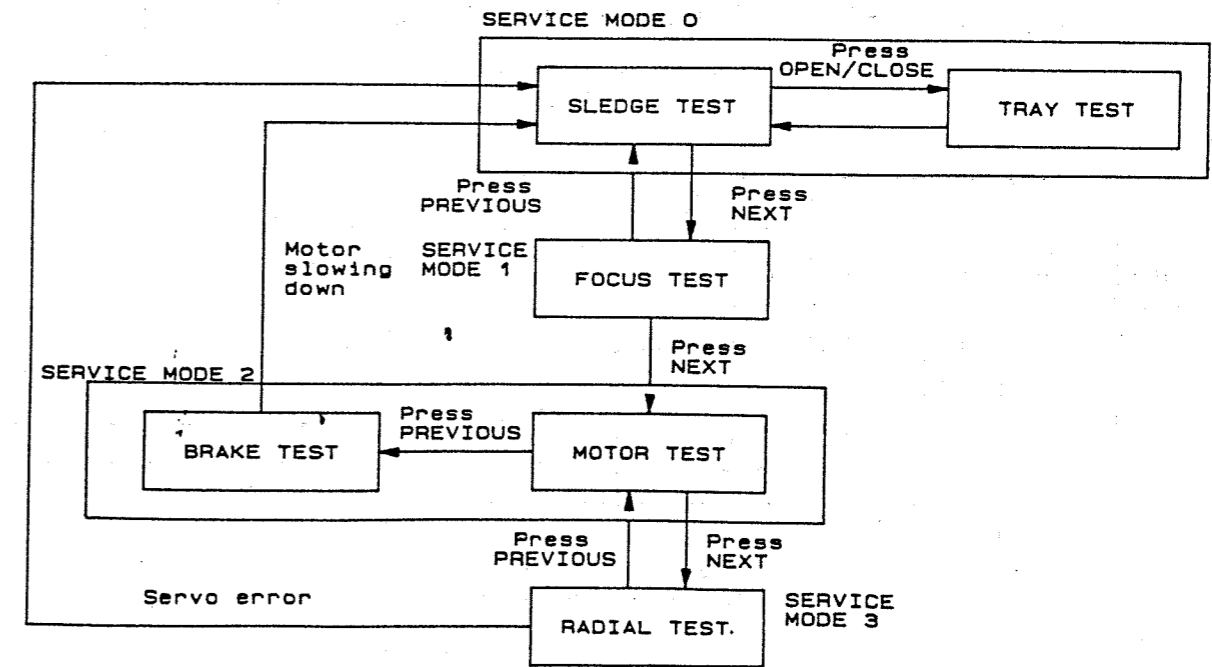 SERVICE MODE 0
Press
OPEN/CLOSE
SLEDGE TEST
TRAY TEST
Press
PREVIOUS
Press
NEXT
Motor
slowing
down
SERVICE
MODE 1
FOCUS TEST
Press
NEXT
SERVICE MODE 2
Press
PREVIOUS
BRAKE TEST
MOTOR TEST
Press
PREVIOUS
Press
NEXT
Servo error
RADIAL TEST.
SERVICE
MODE 3